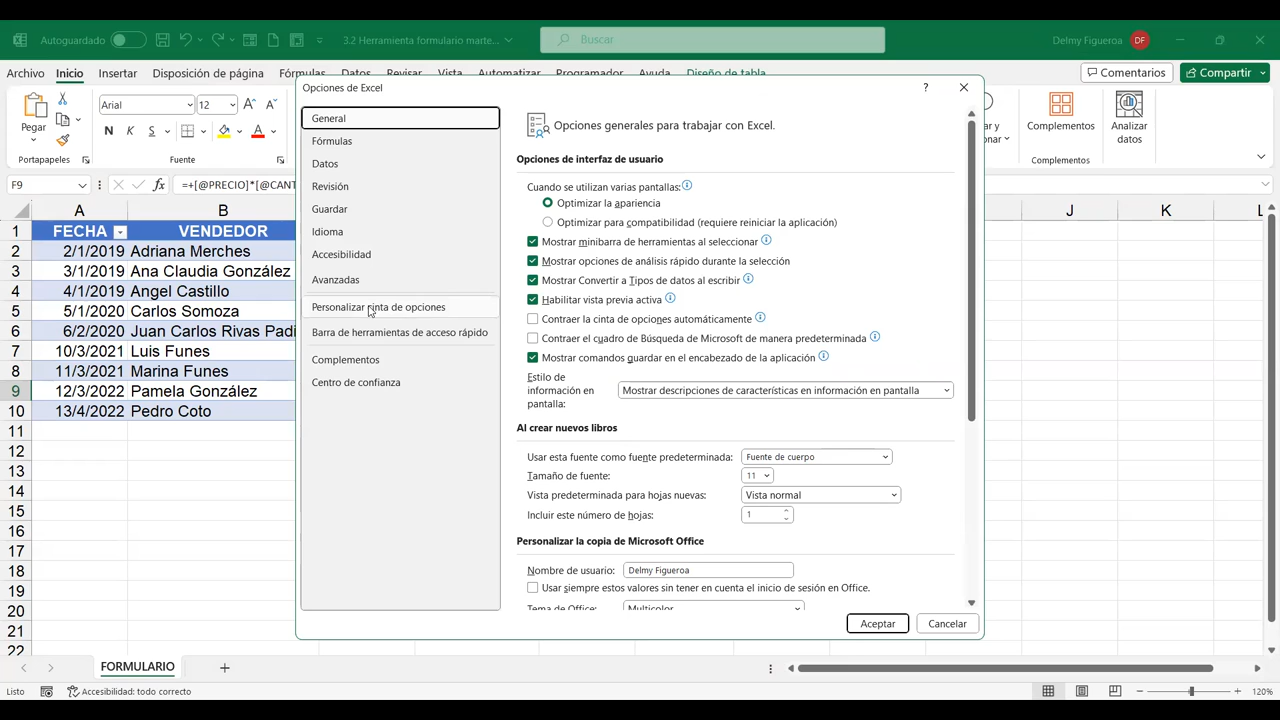 Autoguardado
3.2 Herramienta formulario marte...
Buscar
Delmy Figueroa
DF
Archivo Inicio Insertar Disposición de página Fórmulas Datos Revisar Vista Automatizar Programador Ayuda Diseño de tabla
Comentarios
Compartir
Pegar
Portapapeles
Arial
12
N K S
Fuente
Complementos
Complementos
Analizar
datos
F9
=+[@PRECIO]*[@CANT
A B J K L
1 FECHA VENDEDOR
2 2/1/2019 Adriana Merches
3 3/1/2019 Ana Claudia González
4 4/1/2019 Angel Castillo
5 5/1/2020 Carlos Somoza
6 6/2/2020 Juan Carlos Rivas Padi
7 10/3/2021 Luis Funes
8 11/3/2021 Marina Funes
9 12/3/2022 Pamela González
10 13/4/2022 Pedro Coto
11
12
13
14
15
16
17
18
19
20
21
22
Opciones de Excel
General
Fórmulas
Datos
Revisión
Guardar
Idioma
Accesibilidad
Avanzadas
Personalizar cinta de opciones
Barra de herramientas de acceso rápido
Complementos
Centro de confianza
Opciones generales para trabajar con Excel.
Opciones de interfaz de usuario
Cuando se utilizan varias pantallas:
Optimizar la apariencia
Optimizar para compatibilidad (requiere reiniciar la aplicación)
Mostrar minibarra de herramientas al seleccionar
Mostrar opciones de análisis rápido durante la selección
Mostrar Convertir a Tipos de datos al escribir
Habilitar vista previa activa
Contraer la cinta de opciones automáticamente
Contraer el cuadro de Búsqueda de Microsoft de manera predeterminada
Mostrar comandos guardar en el encabezado de la aplicación
Estilo de
información en
pantalla:
Mostrar descripciones de características en información en pantalla
Al crear nuevos libros
Usar esta fuente como fuente predeterminada: Fuente de cuerpo
Tamaño de fuente: 11
Vista predeterminada para hojas nuevas: Vista normal
Incluir este número de hojas: 1
Personalizar la copia de Microsoft Office
Nombre de usuario: Delmy Figueroa
Usar siempre estos valores sin tener en cuenta el inicio de sesión en Office.
Tema de Office: Multicolor
Aceptar
Cancelar
FORMULARIO
Listo
Accesibilidad: todo correcto
120%